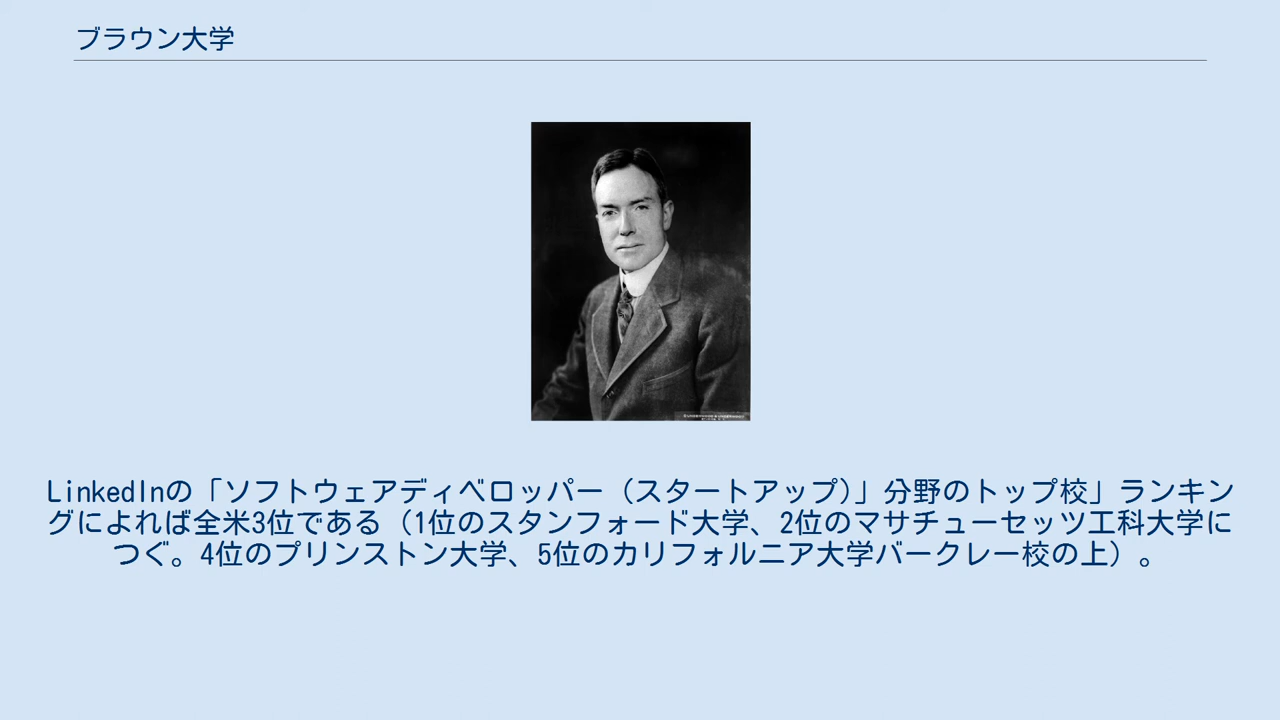 ブラウン大学
LinkedInの「ソフトウェアディベロッパー（スタートアップ)」分野のトップ校」ランキン
グによれば全米3位である（1位のスタンフォード大学、2位のマサチューセッツ工科大学に
つぐ。4位のプリンストン大学、5位のカリフォルニア大学バークレー校の上）。